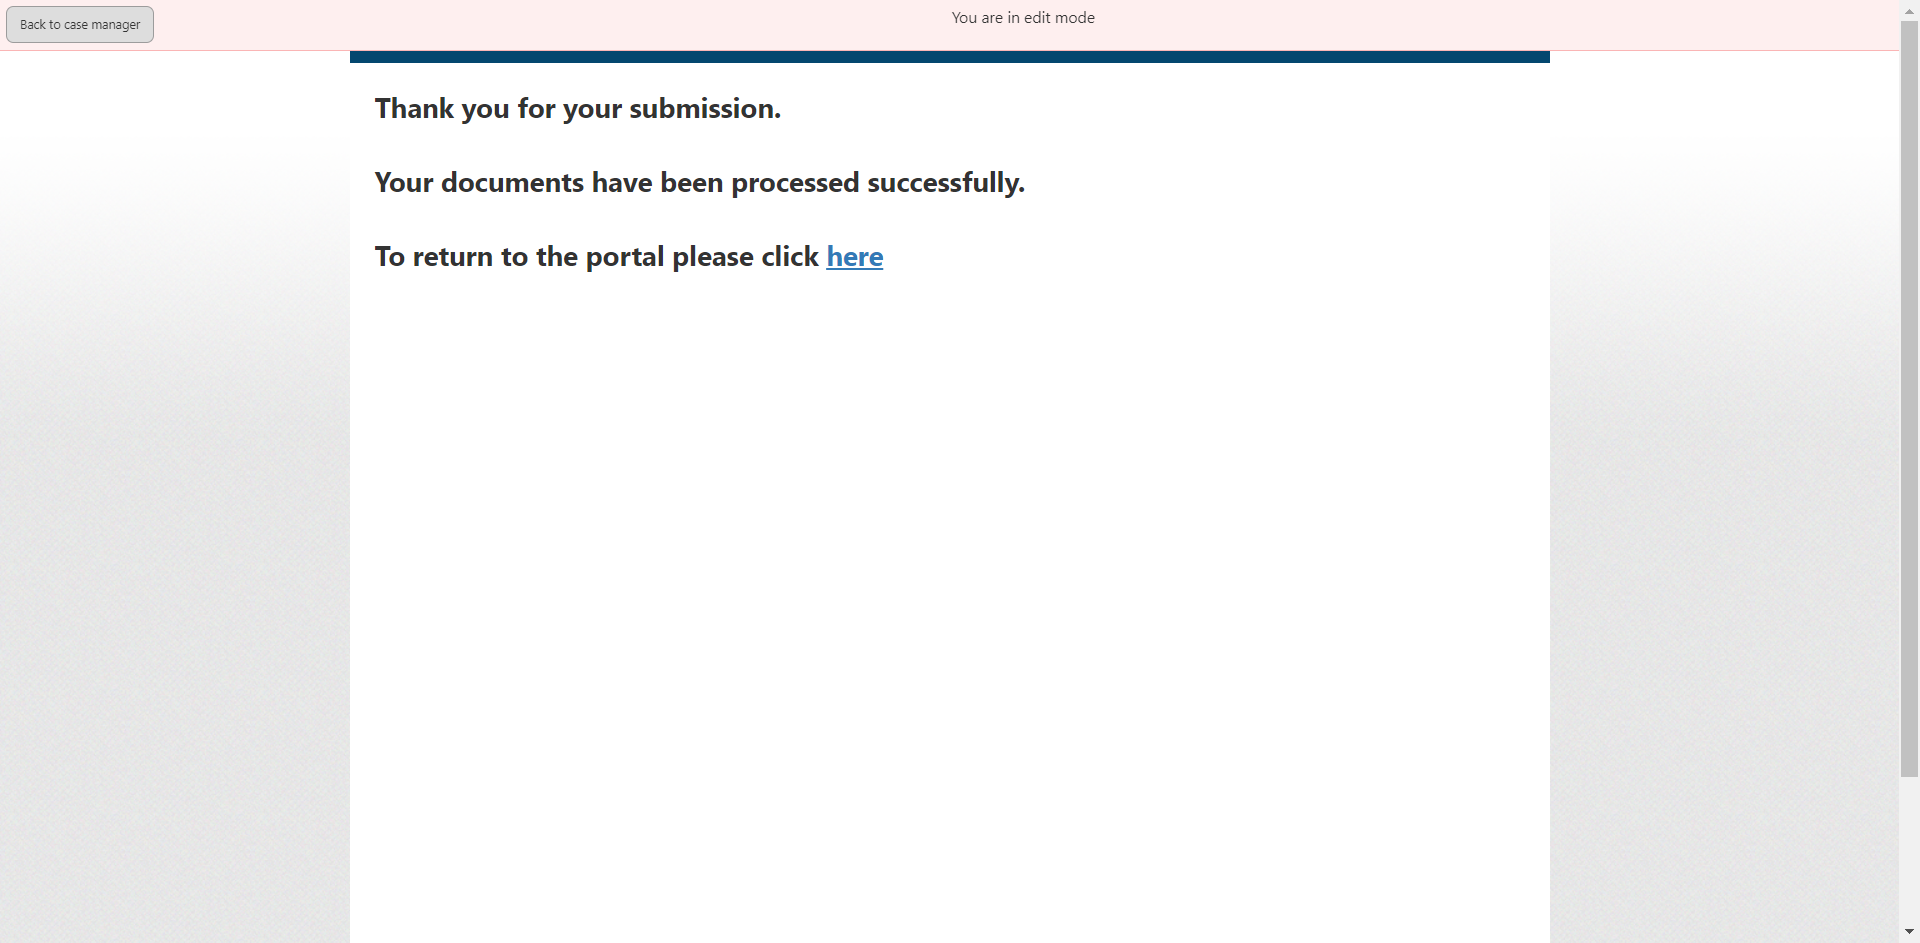 Back to case manager
You are in edit mode
Thank you for your submission.
Your documents have been processed successfully.
To return to the portal please click here